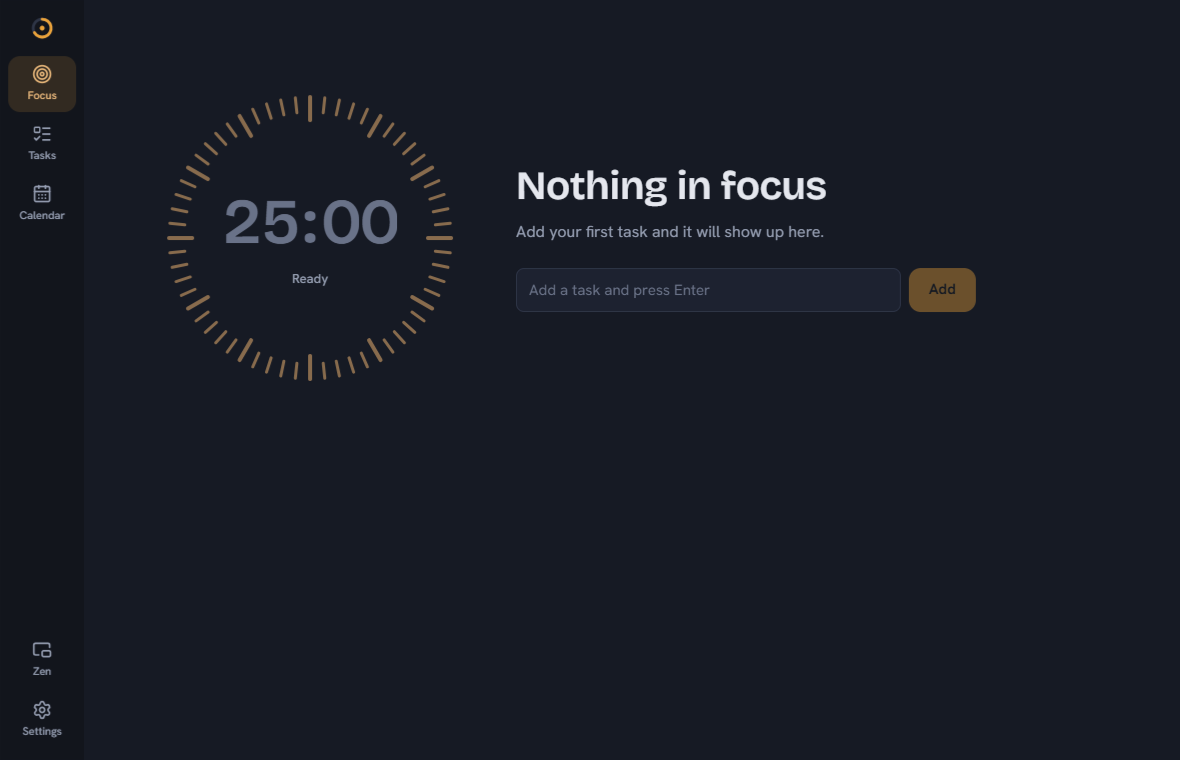 Focus
Tasks
Calendar
25:00
Ready
Nothing in focus
Add your first task and it will show up here.
Add a task and press Enter
Add
Zen
Settings